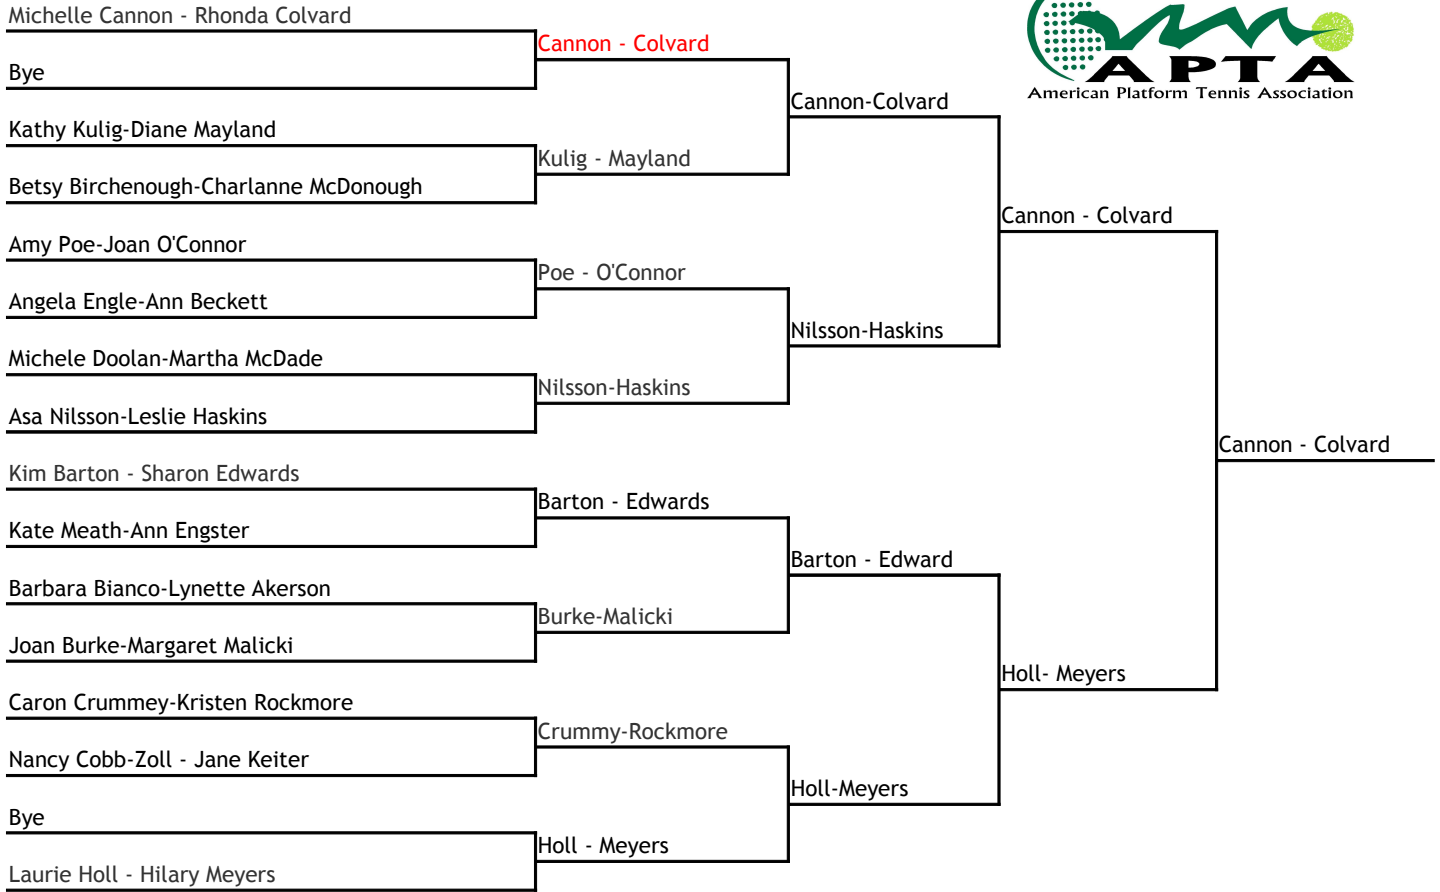 Michelle Cannon - Rhonda Colvard
Bye
Kathy Kulig-Diane Mayland
Betsy Birchenough-Charlanne McDonough
Amy Poe-Joan O'Connor
Angela Engle-Ann Beckett
Michele Doolan-Martha McDade
Asa Nilsson-Leslie Haskins
Kim Barton - Sharon Edwards
Kate Meath-Ann Engster
Barbara Bianco-Lynette Akerson
Joan Burke-Margaret Malicki
Caron Crummey-Kristen Rockmore
Nancy Cobb-Zoll - Jane Keiter
Bye
Laurie Holl - Hilary Meyers
Cannon - Colvard
Kulig - Mayland
Poe - O'Connor
Nilsson-Haskins
Barton - Edwards
Burke-Malicki
Crummy-Rockmore
Holl - Meyers
Cannon-Colvard
Nilsson-Haskins
Barton - Edward
Holl-Meyers
Cannon - Colvard
Holl- Meyers
Cannon - Colvard
APTA
American Platform Tennis Association